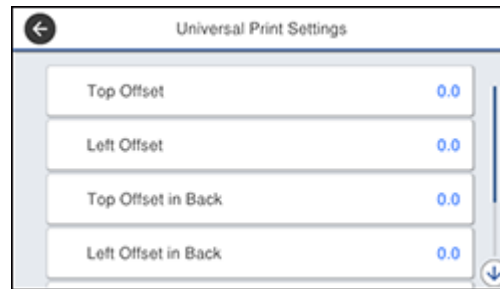 Universal Print Settings
Top Offset 0.0
Left Offset 0.0
Top Offset in Back 0.0
Left Offset in Back 0.0